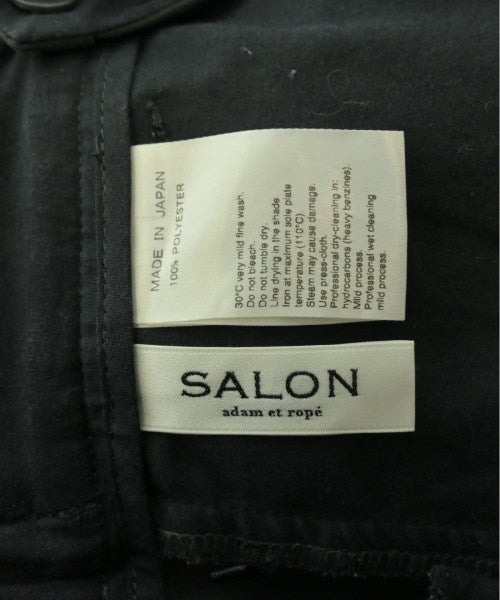 MADE IN JAPAN
100% POLYESTER
30°C very mild fine wash.
Do not bleach.
Do not tumble dry.
Line drying in the shade.
Iron at maximum sole plate
temperature (110°C).
Steam may cause damage.
Use press-cloth.
Professional dry-cleaning in:
hydrocarbons (heavy benzines).
Mild process.
Professional wet cleaning
mild process.
SALON
adam et ropé